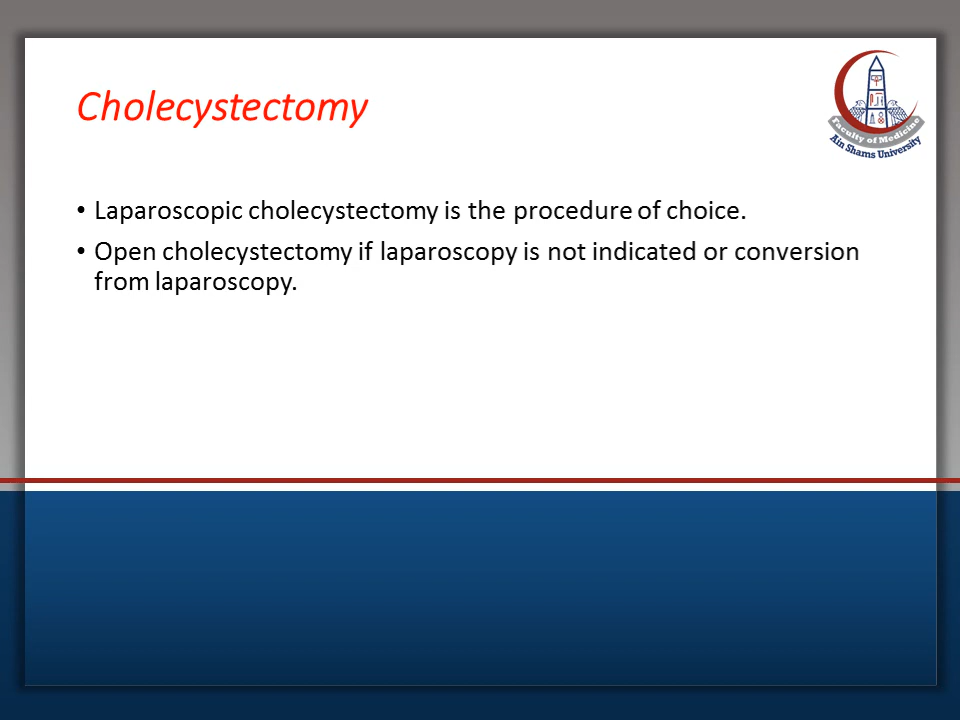 Cholecystectomy
Faculty of Medicine
Ain Shams University
• Laparoscopic cholecystectomy is the procedure of choice.
• Open cholecystectomy if laparoscopy is not indicated or conversion
from laparoscopy.